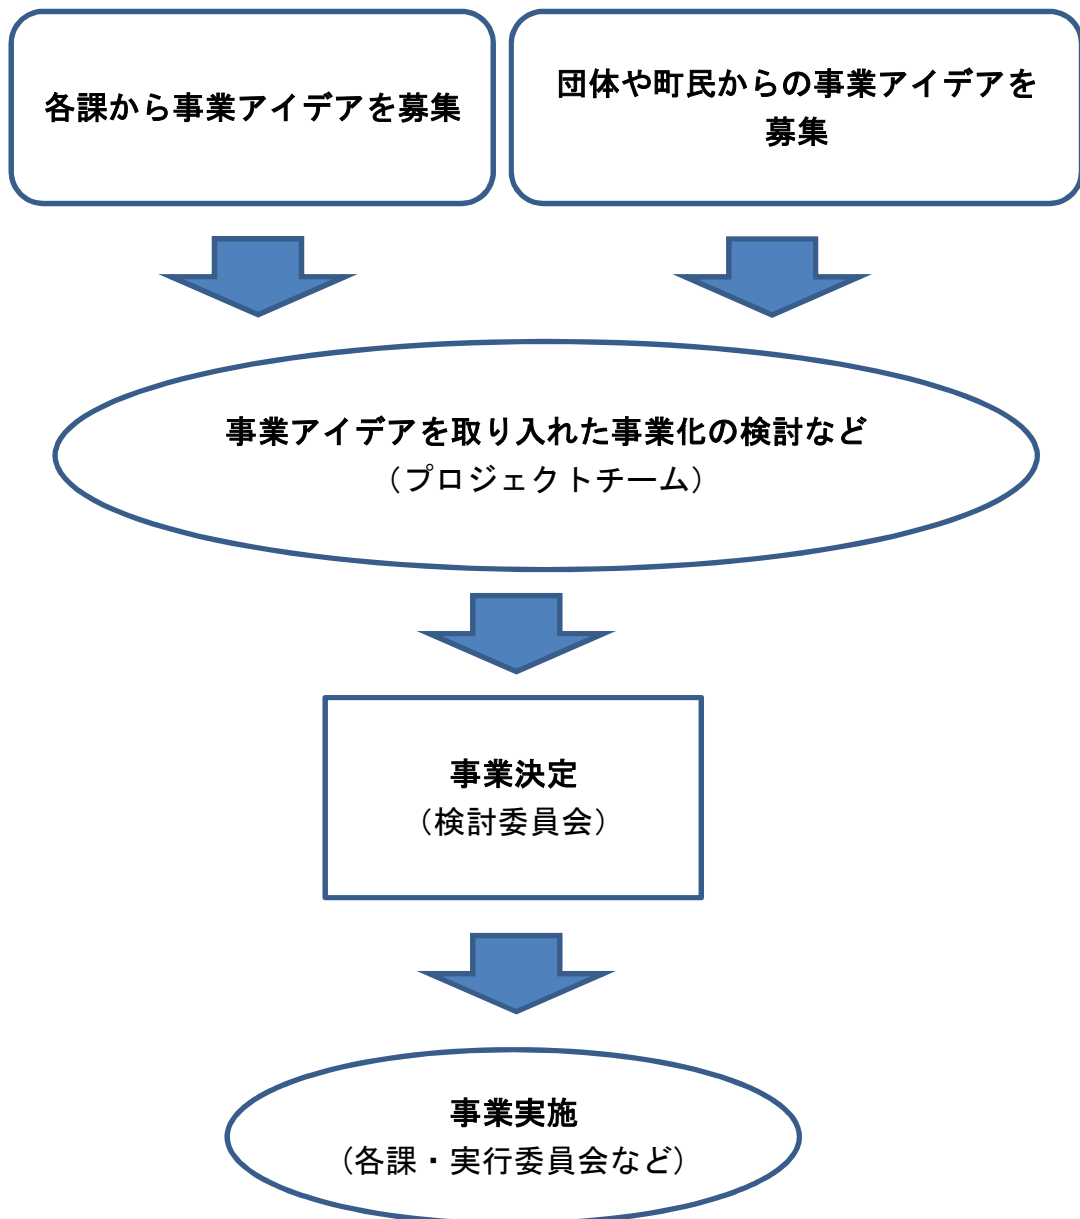 各課から事業アイデアを募集
団体や町民からの事業アイデアを
募集
事業アイデアを取り入れた事業化の検討など
（プロジェクトチーム）
事業決定
（検討委員会）
事業実施
（各課・実行委員会など）